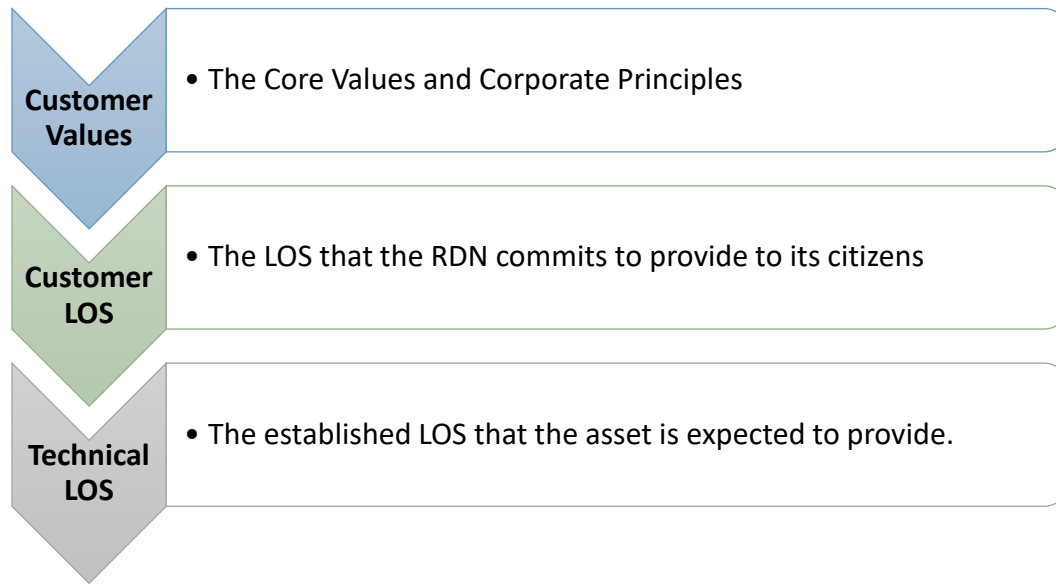 Customer
Values
• The Core Values and Corporate Principles
Customer
LOS
• The LOS that the RDN commits to provide to its citizens
Technical
LOS
• The established LOS that the asset is expected to provide.